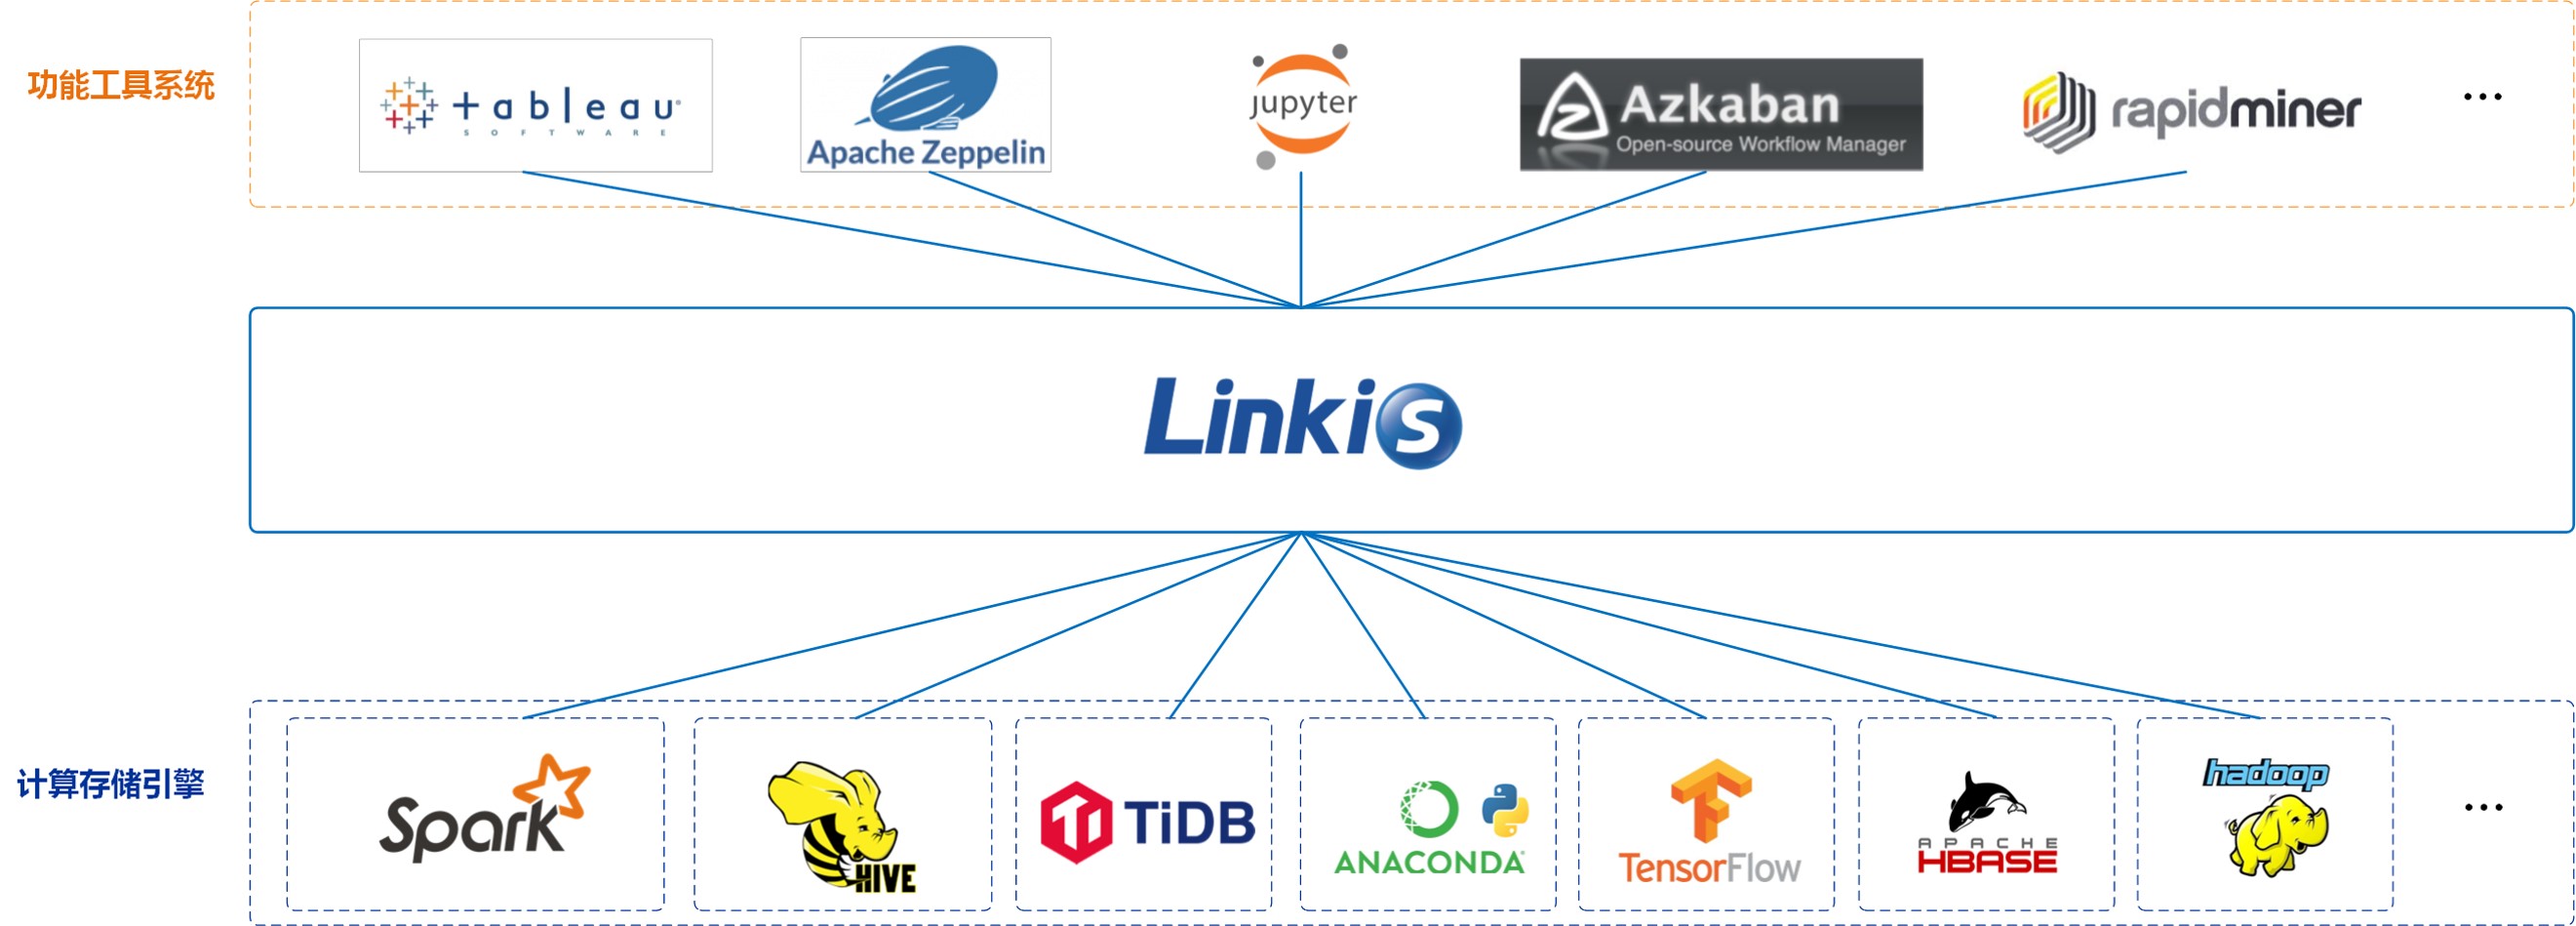 功能工具系统
+ableau®
SOFTWARE
Apache Zeppelin
jupyter
Azkaban
Open-source Workflow Manager
rapidminer
...
Linkis
计算存储引擎
Spark
HIVE
TiDB
ANACONDA
TensorFlow
APACHE
HBASE
hadoop
...